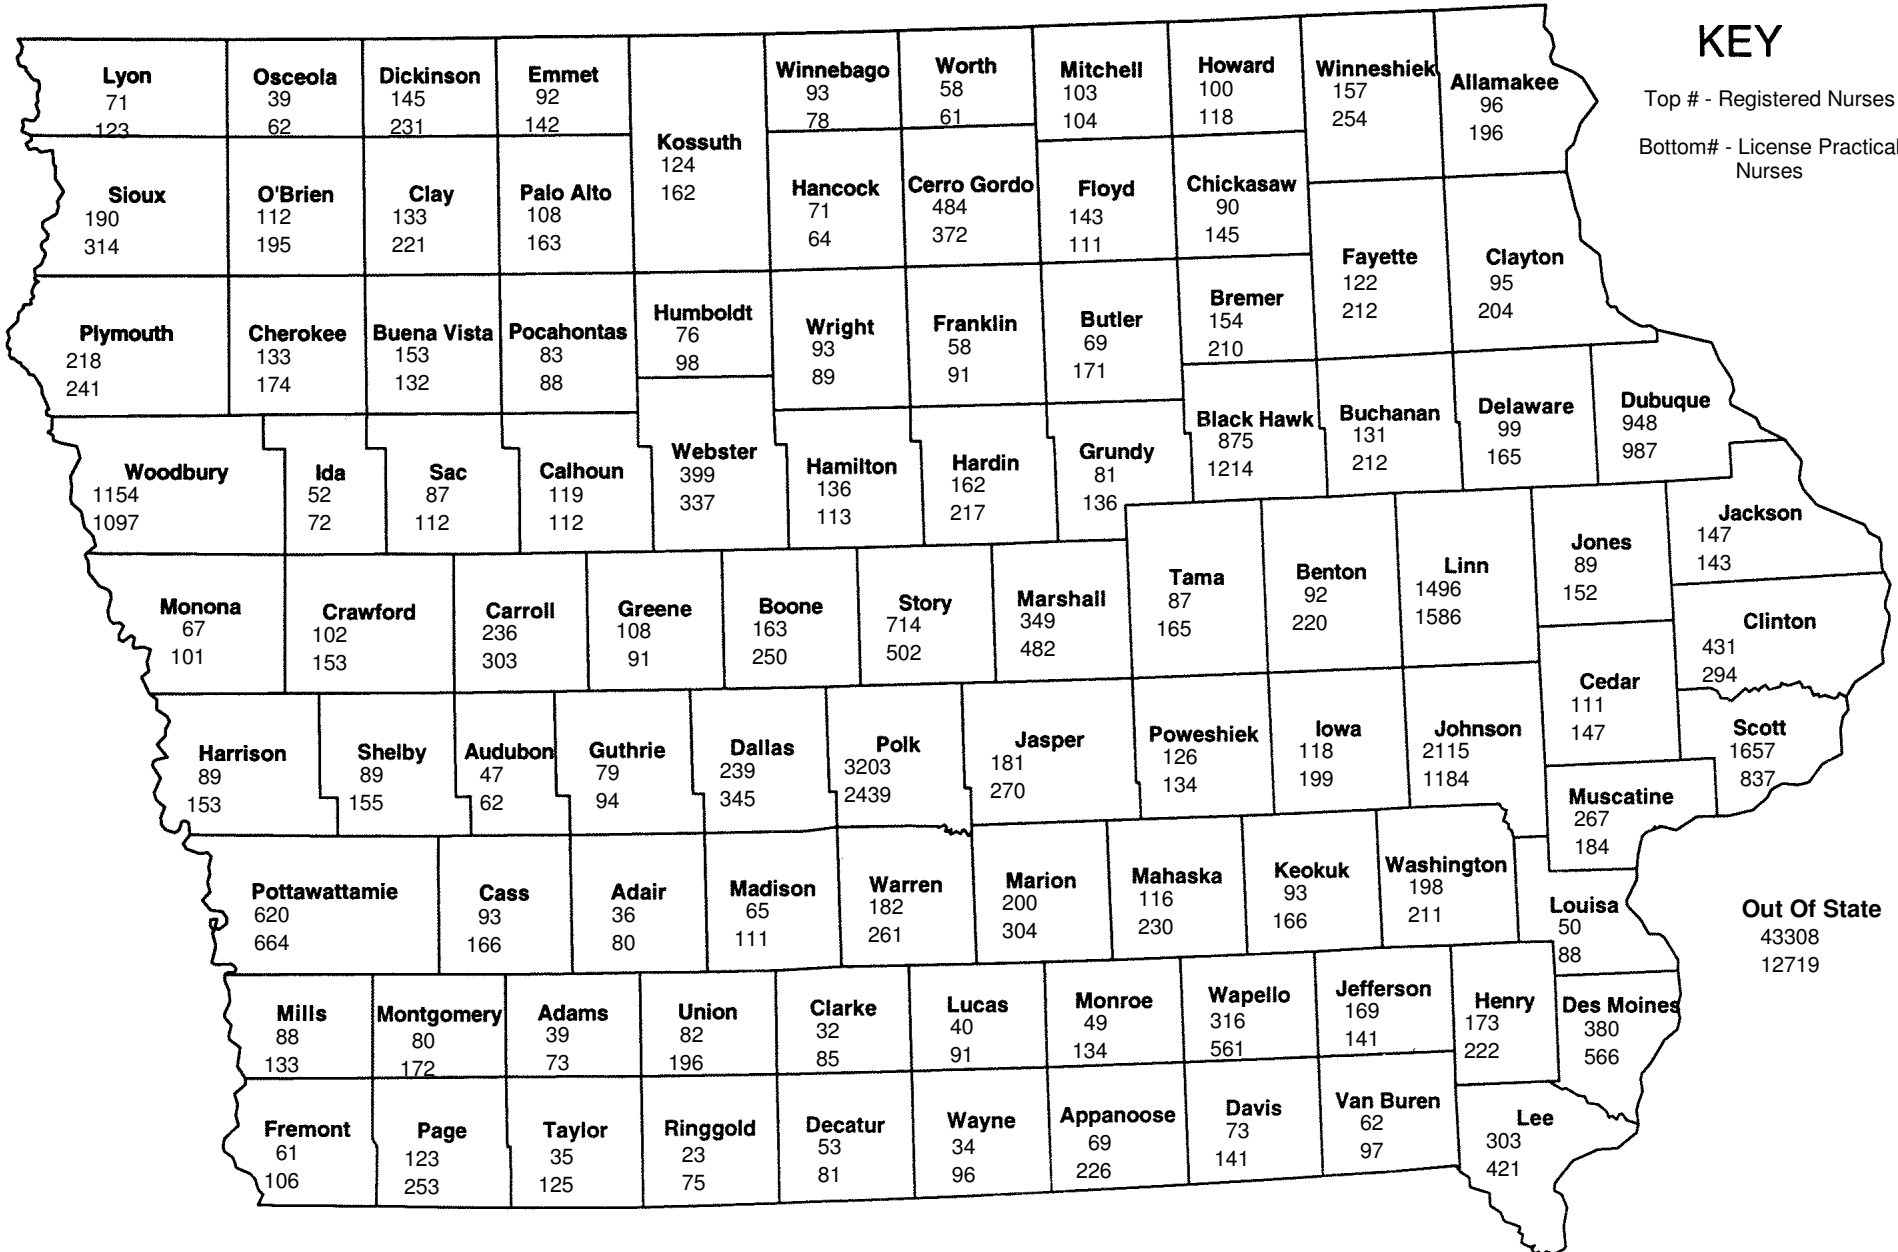 KEY
Top # - Registered Nurses
Bottom# - License Practical
Nurses
Lyon
71
123
Osceola
39
62
Dickinson
145
231
Emmet
92
142
Kossuth
124
162
Winnebago
93
78
Worth
58
61
Mitchell
103
104
Howard
100
118
Winneshiek
157
254
Allamakee
96
196
Sioux
190
314
O'Brien
112
195
Clay
133
221
Palo Alto
108
163
Hancock
71
64
Cerro Gordo
484
372
Floyd
143
111
Chickasaw
90
145
Fayette
122
212
Clayton
95
204
Plymouth
218
241
Cherokee
133
174
Buena Vista
153
132
Pocahontas
83
88
Humboldt
76
98
Wright
93
89
Franklin
58
91
Butler
69
171
Bremer
154
210
Woodbury
1154
1097
Ida
52
72
Sac
87
112
Calhoun
119
112
Webster
399
337
Hamilton
136
113
Hardin
162
217
Grundy
81
136
Black Hawk
875
1214
Buchanan
131
212
Delaware
99
165
Dubuque
948
987
Monona
67
101
Crawford
102
153
Carroll
236
303
Greene
108
91
Boone
163
250
Story
714
502
Marshall
349
482
Tama
87
165
Benton
92
220
Linn
1496
1586
Jones
89
152
Jackson
147
143
Clinton
431
294
Harrison
89
153
Shelby
89
155
Audubon
47
62
Guthrie
79
94
Dallas
239
345
Polk
3203
2439
Jasper
181
270
Poweshiek
126
134
Iowa
118
199
Johnson
2115
1184
Cedar
111
147
Scott
1657
837
Muscatine
267
184
Pottawattamie
620
664
Cass
93
166
Adair
36
80
Madison
65
111
Warren
182
261
Marion
200
304
Mahaska
116
230
Keokuk
93
166
Washington
198
211
Louisa
50
88
Out Of State
43308
12719
Mills
88
133
Montgomery
80
172
Adams
39
73
Union
82
196
Clarke
32
85
Lucas
40
91
Monroe
49
134
Wapello
316
561
Jefferson
169
141
Henry
173
222
Des Moines
380
566
Fremont
61
106
Page
123
253
Taylor
35
125
Ringgold
23
75
Decatur
53
81
Wayne
34
96
Appanoose
69
226
Davis
73
141
Van Buren
62
97
Lee
303
421